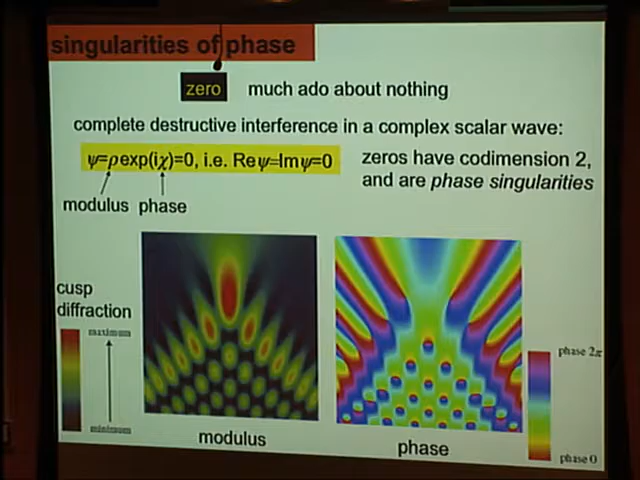 singularities of phase
zero
much ado about nothing
complete destructive interference in a complex scalar wave:
ψ=ρexp(iχ)=0, i.e. Reψ=Imψ=0
zeros have codimension 2,
and are phase singularities
modulus phase
cusp
diffraction
maximum
minimum
modulus
phase
phase 2π
phase 0